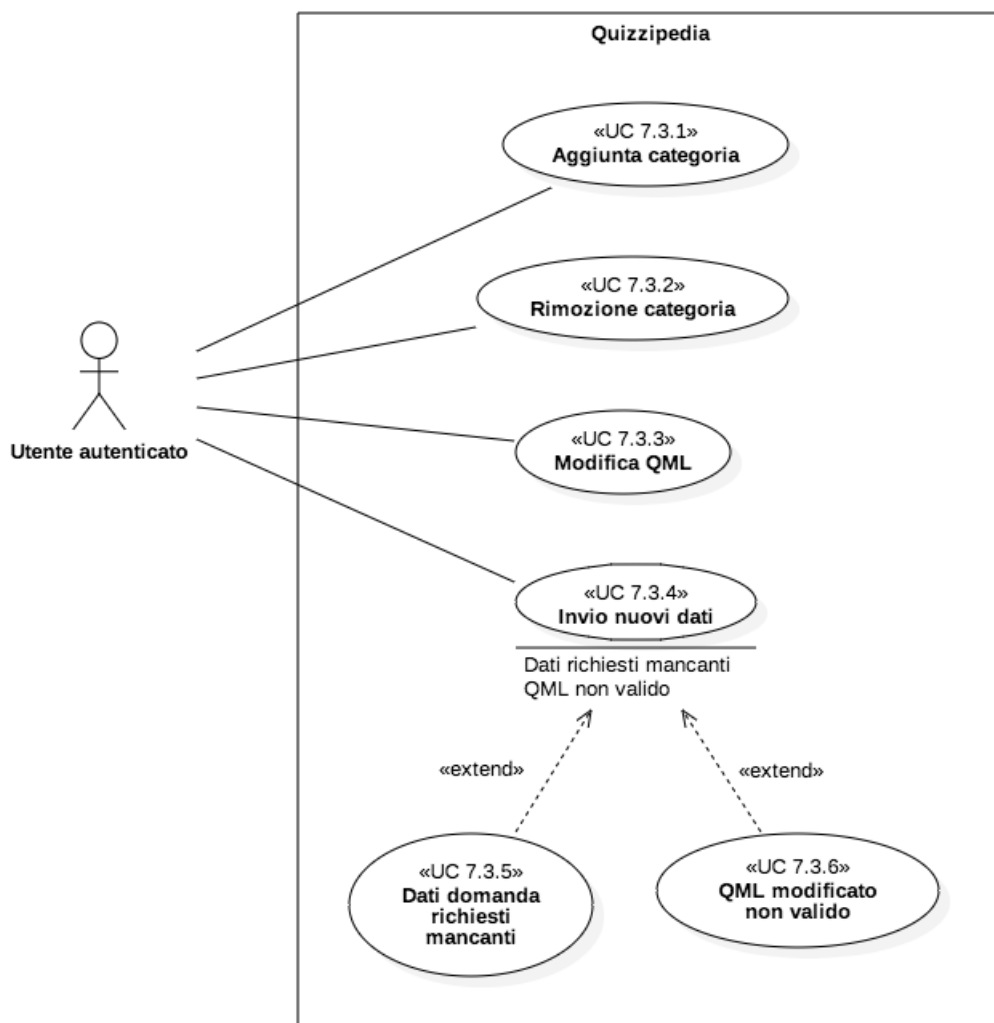 Quizzipedia
«UC 7.3.1»
Aggiunta categoria
«UC 7.3.2»
Rimozione categoria
Utente autenticato
«UC 7.3.3»
Modifica QML
«UC 7.3.4»
Invio nuovi dati
Dati richiesti mancanti
QML non valido
«extend»
«extend»
«UC 7.3.5»
Dati domanda
richiesti
mancanti
«UC 7.3.6»
QML modificato
non valido